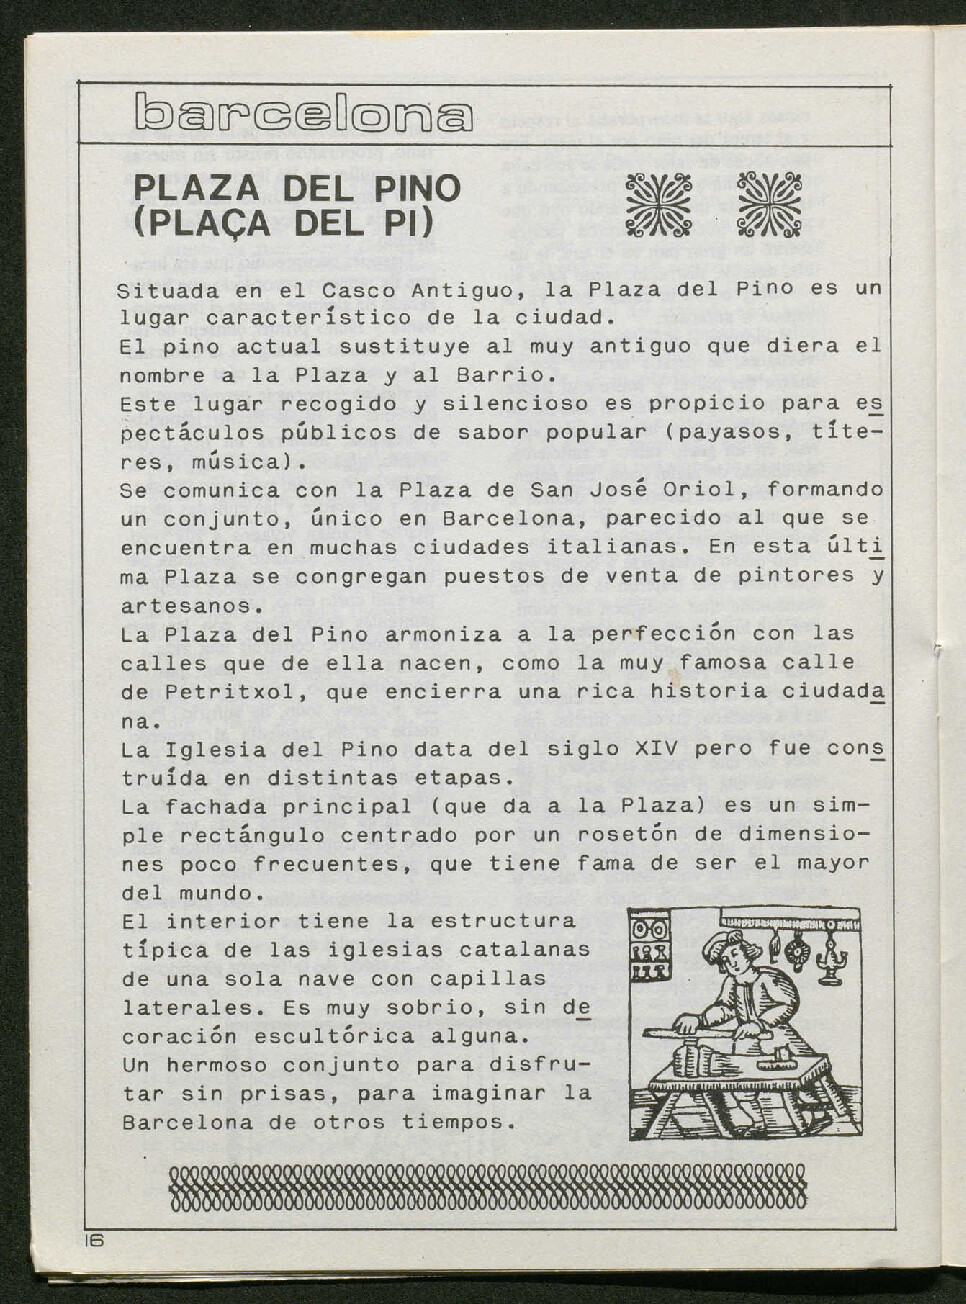 barcelona
PLAZA DEL PINO
(PLAÇA DEL PI)
Situada en el Casco Antiguo, la Plaza del Pino es un
lugar característico de la ciudad.
El pino actual sustituye al muy antiguo que diera el
nombre a la Plaza y al Barrio.
Este lugar recogido y silencioso es propicio para es
pectáculos públicos de sabor popular (payasos, títe-
res, música).
Se comunica con la Plaza de San José Oriol, formando
un conjunto, único en Barcelona, parecido al que se
encuentra en muchas ciudades italianas. En esta últi
ma Plaza se congregan puestos de venta de pintores y
artesanos.
La Plaza del Pino armoniza a la perfección con las
calles que de ella nacen, como la muy famosa calle
de Petritxol, que encierra una rica historia ciudada
na.
La Iglesia del Pino data del siglo XIV pero fue cons
truída en distintas etapas.
La fachada principal (que da a la Plaza) es un sim-
ple rectángulo centrado por un rosetón de dimensio-
nes poco frecuentes, que tiene fama de ser el mayor
del mundo.
El interior tiene la estructura
típica de las iglesias catalanas
de una sola nave con capillas
laterales. Es muy sobrio, sin de
coración escultórica alguna.
Un hermoso conjunto para disfru-
tar sin prisas, para imaginar la
Barcelona de otros tiempos.
16